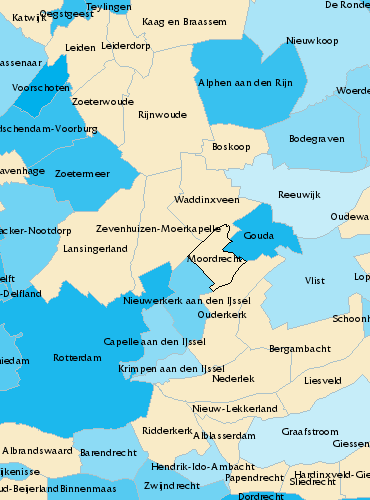 Teylingen
De Ronde
Katwijk
Oegstgeest
Kaag en Braassem
Leiden
Leiderdorp
Nieuwkoop
assenaar
Voorschoten
Alphen aan den Rijn
Woerde
Zoeterwoude
Rijnwoude
dschendam-Voorburg
Bodegraven
Boskoop
avenhage
Zoetermeer
Reeuwijk
Waddinxveen
Oudewa
acker-Nootdorp
Zevenhuizen-Moerkapelle
Gouda
Lansingerland
Moordrecht
elft
Vlist
Lop
-Delfland
Nieuwerkerk aan den IJssel
Ouderkerk
Schoonh
Capelle aan den IJssel
Bergambacht
iedam
Rotterdam
Krimpen aan den IJssel
Nederlek
Liesveld
Nieuw-Lekkerland
Ridderkerk
Alblasserdam
Graafstroom
Giessen
Albrandswaard
Barendrecht
Hendrik-Ido-Ambacht
ijkenisse
Papendrecht
Hardinxveld-Gie
Sliedrecht
ud-Beijerland
Binnenmaas
Zwijndrecht
Dordrecht